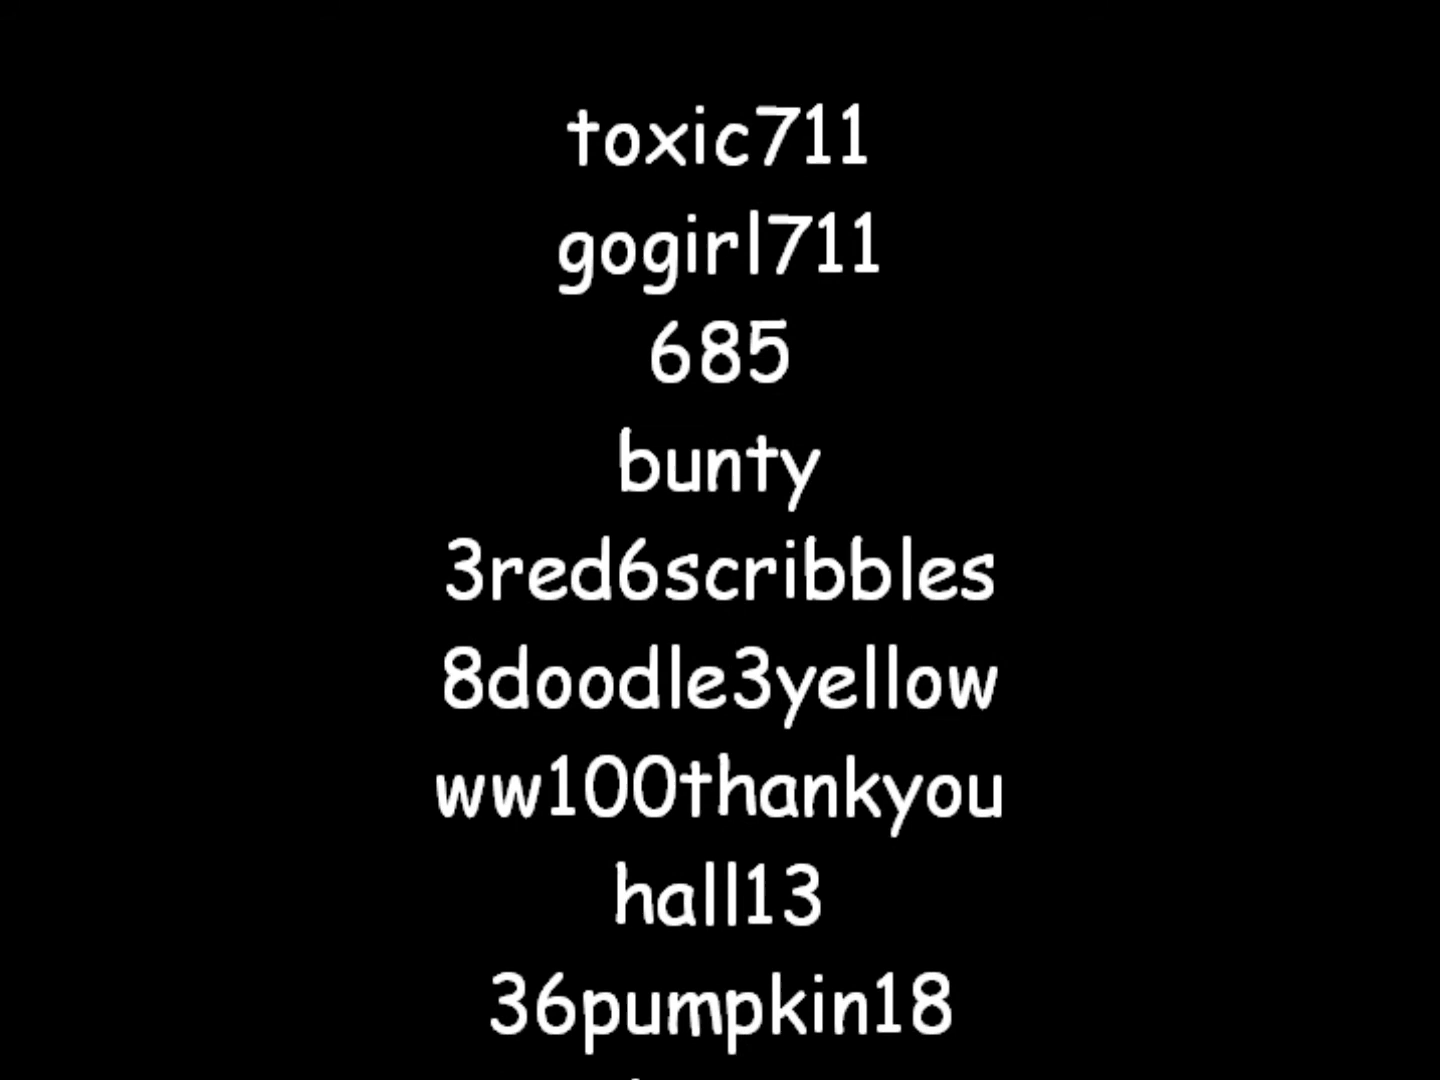 toxic711
gogirl711
685
bunty
3red6scribbles
8doodle3yellow
ww100thankyou
hall13
36pumpkin18